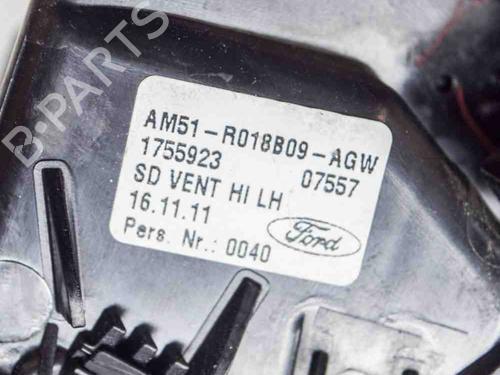 B-PARTS
AM51-R018B09-AGW
1755923 07557
SD VENT HI LH
16.11.11
Pers. Nr.: 0040
Ford